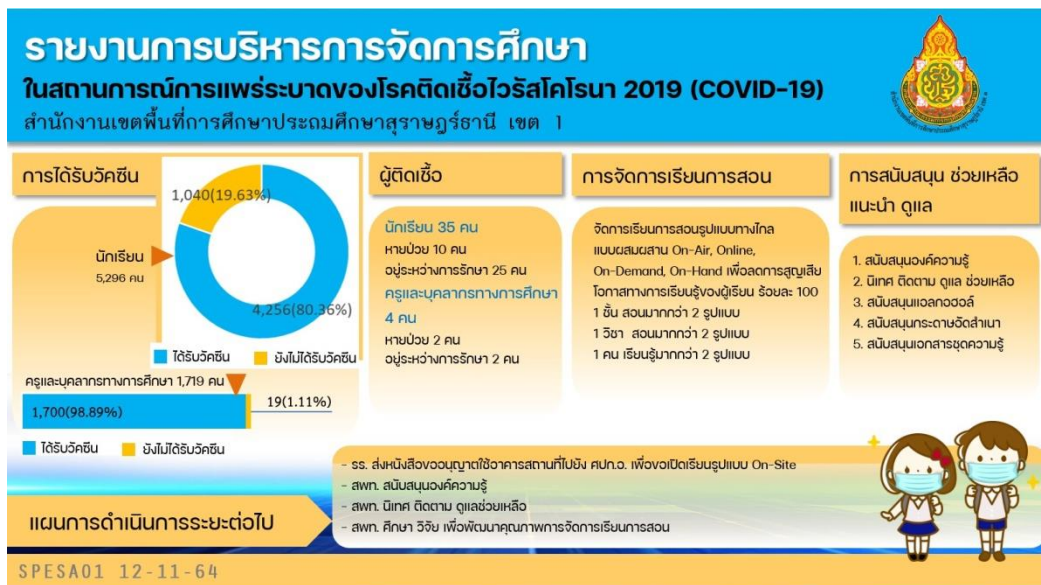 รายงานการบริหารการจัดการศึกษา
ในสถานการณ์การแพร่ระบาดของโรคติดเชื้อไวรัสโคโรนา 2019 (COVID-19)
สำนักงานเขตพื้นที่การศึกษาประถมศึกษาสุราษฎร์ธานี เขต 1
การได้รับวัคซีน
1,040(19.63%)
นักเรียน
5,296 คน
4,256(80.36%)
ได้รับวัคซีน
ยังไม่ได้รับวัคซีน
ครูและบุคลากรทางการศึกษา 1,719 คน
1,700(98.89%)
19(1.11%)
ได้รับวัคซีน
ยังไม่ได้รับวัคซีน
ผู้ติดเชื้อ
นักเรียน 35 คน
หายป่วย 10 คน
อยู่ระหว่างการรักษา 25 คน
ครูและบุคลากรทางการศึกษา
4 คน
หายป่วย 2 คน
อยู่ระหว่างการรักษา 2 คน
การจัดการเรียนการสอน
จัดการเรียนการสอนรูปแบบทางไกล
แบบผสมผสาน On-Air, Online,
On-Demand, On-Hand เพื่อลดการสูญเสีย
โอกาสทางการเรียนรู้ของผู้เรียน ร้อยละ 100
1 ชั้น สอนมากกว่า 2 รูปแบบ
1 วิชา สอนมากกว่า 2 รูปแบบ
1 คน เรียนรู้มากกว่า 2 รูปแบบ
การสนับสนุน ช่วยเหลือ
แนะนำ ดูแล
1. สนับสนุนองค์ความรู้
2. นิเทศ ติดตาม ดูแล ช่วยเหลือ
3. สนับสนุนแอลกอฮอล์
4. สนับสนุนกระดาษอัดสำเนา
5. สนับสนุนเอกสารชุดความรู้
แผนการดำเนินการระยะต่อไป
- รร. ส่งหนังสือขออนุญาตใช้อาคารสถานที่ไปยัง ศปก.อ. เพื่อขอเปิดเรียนรูปแบบ On-Site
- สพท. สนับสนุนองค์ความรู้
- สพท. นิเทศ ติดตาม ดูแลช่วยเหลือ
- สพท. ศึกษา วิจัย เพื่อพัฒนาคุณภาพการจัดการเรียนการสอน
SPESA01 12-11-64